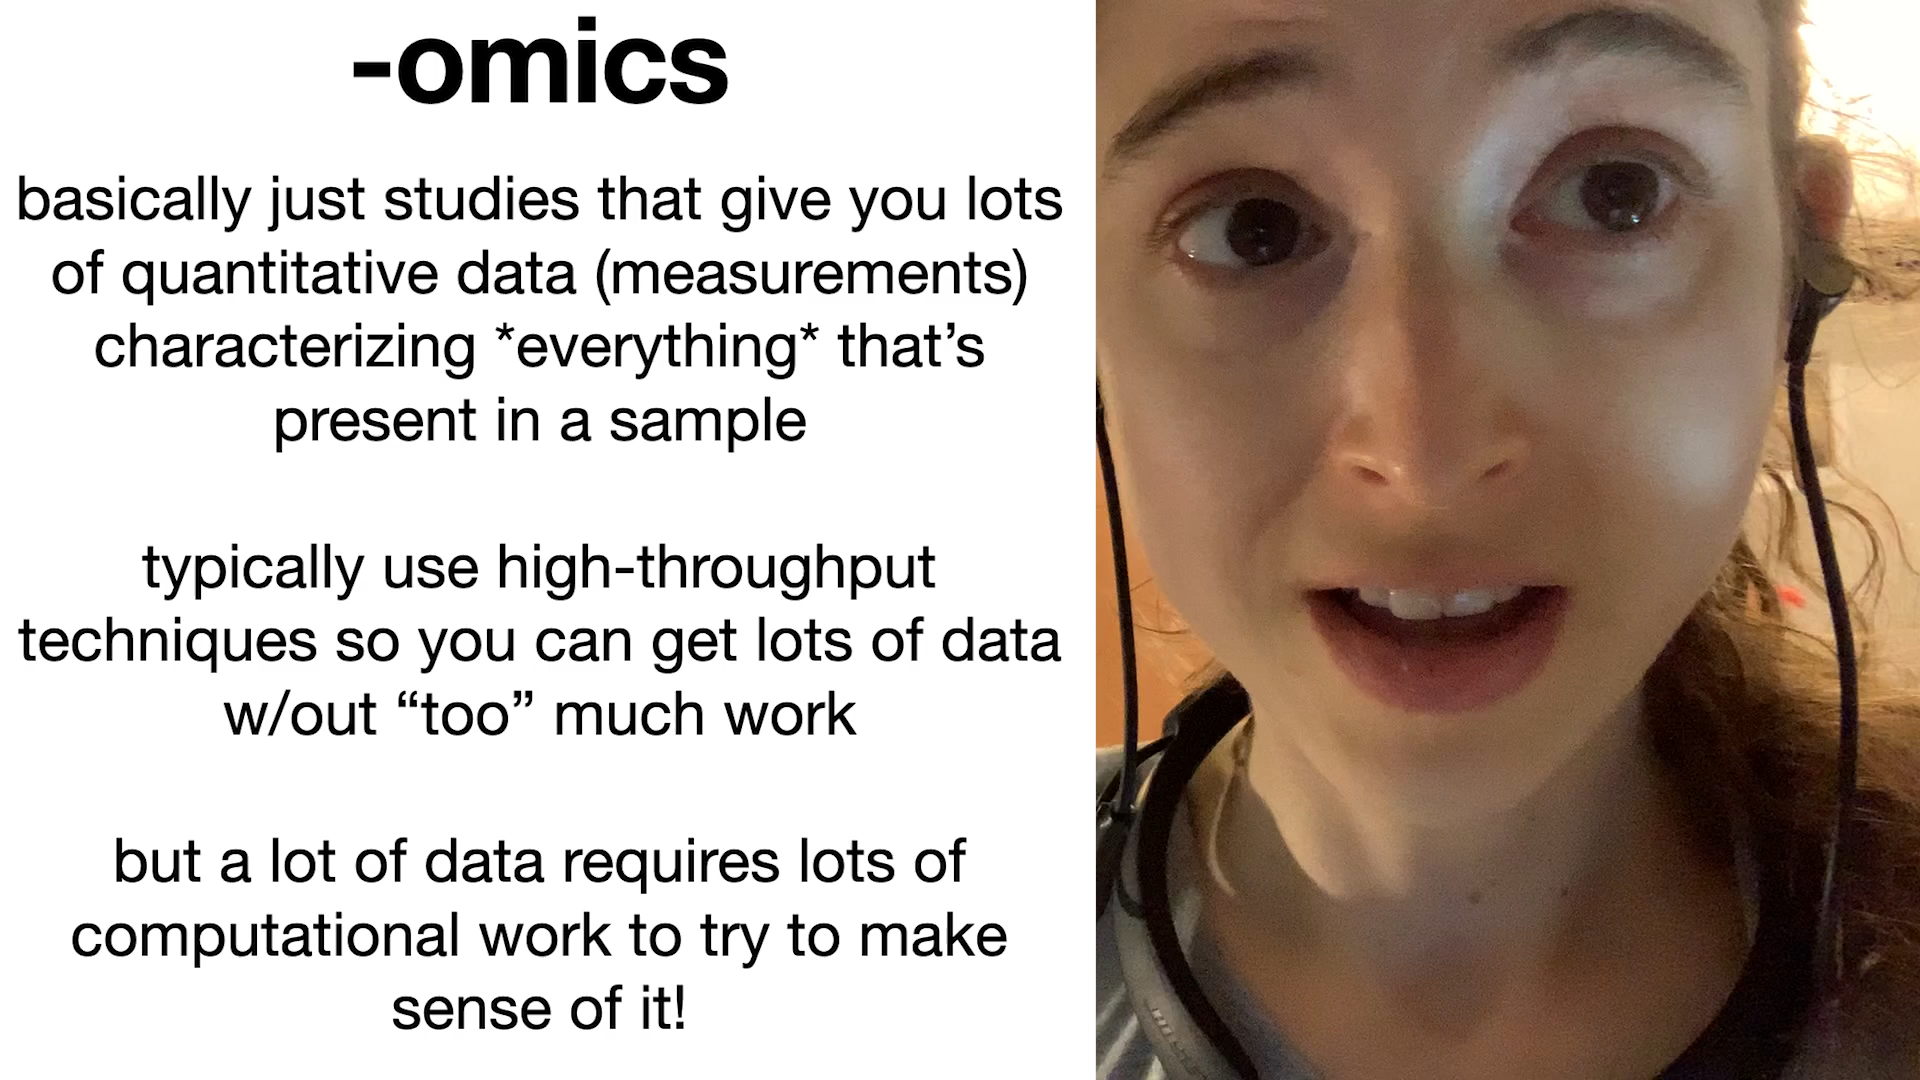 -omics
basically just studies that give you lots
of quantitative data (measurements)
characterizing *everything* that’s
present in a sample
typically use high-throughput
techniques so you can get lots of data
w/out “too” much work
but a lot of data requires lots of
computational work to try to make
sense of it!